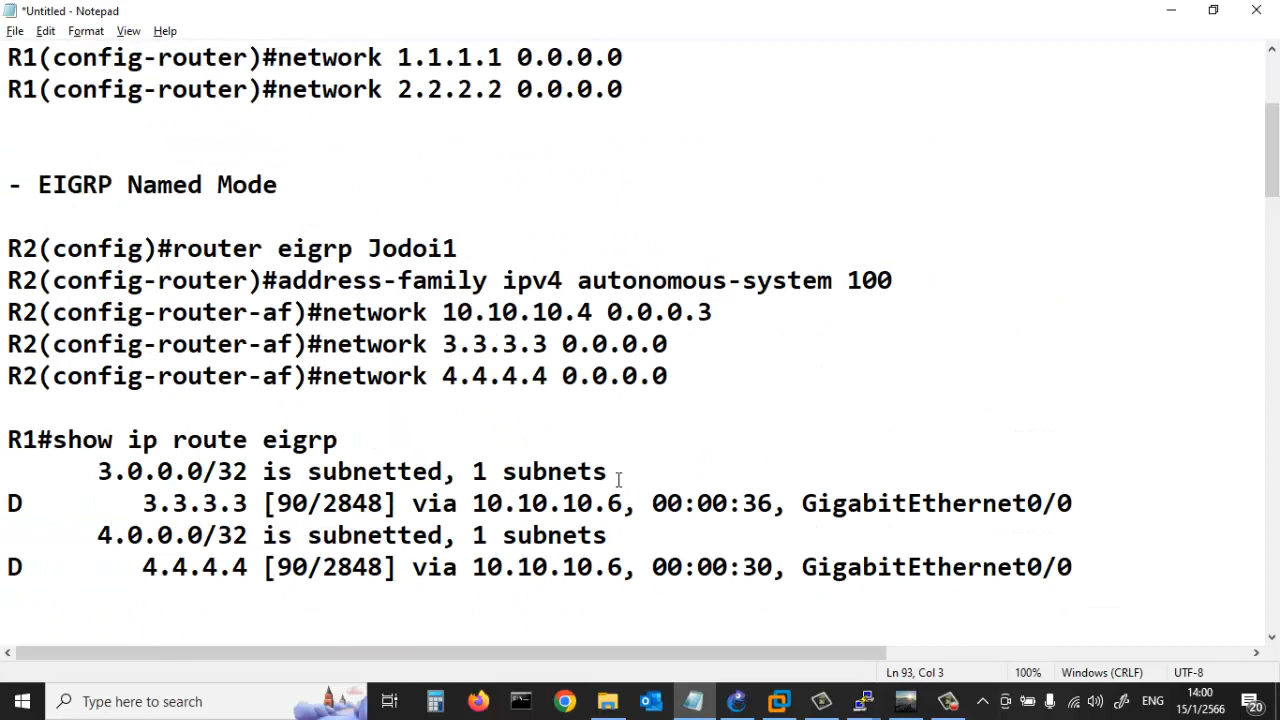 *Untitled - Notepad
File Edit Format View Help
R1(config-router)#network 1.1.1.1 0.0.0.0
R1(config-router)#network 2.2.2.2 0.0.0.0
- EIGRP Named Mode
R2(config)#router eigrp Jodoi1
R2(config-router)#address-family ipv4 autonomous-system 100
R2(config-router-af)#network 10.10.10.4 0.0.0.3
R2(config-router-af)#network 3.3.3.3 0.0.0.0
R2(config-router-af)#network 4.4.4.4 0.0.0.0
R1#show ip route eigrp
3.0.0.0/32 is subnetted, 1 subnets
D 3.3.3.3 [90/2848] via 10.10.10.6, 00:00:36, GigabitEthernet0/0
4.0.0.0/32 is subnetted, 1 subnets
D 4.4.4.4 [90/2848] via 10.10.10.6, 00:00:30, GigabitEthernet0/0
Ln 93, Col 3 100% Windows (CRLF) UTF-8
Type here to search
ENG
14:00
15/1/2566
20